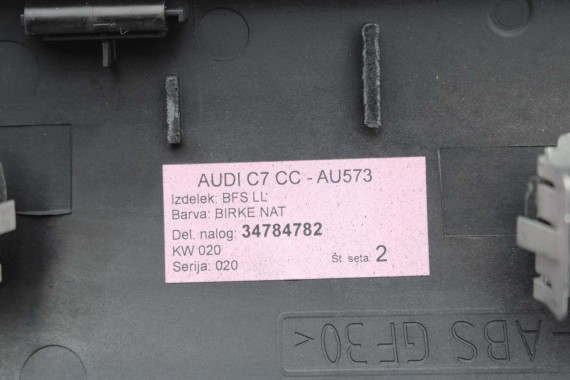 AUDI C7 CC - AU573
Izdelek: BFS LL
Barva: BIRKE NAT
Del. nalog: 34784782
KW 020
Serija: 020
Št. seta: 2
-ABS GF30<